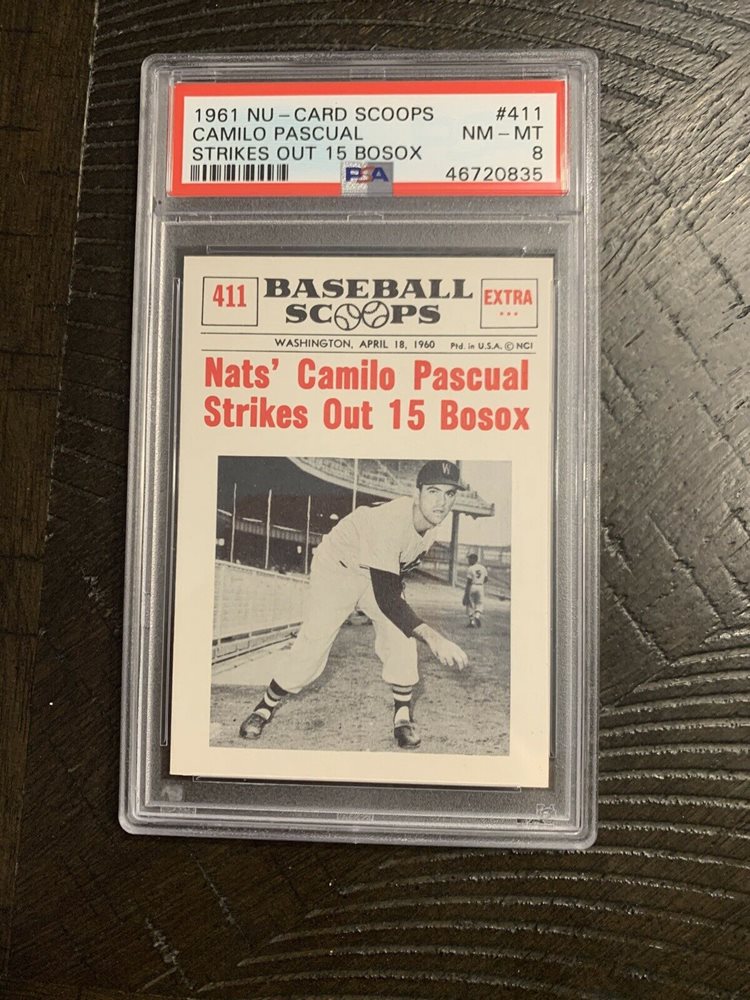 1961 NU-CARD SCOOPS #411
CAMILO PASCUAL NM-MT
STRIKES OUT 15 BOSOX 8
PSA 46720835
411 BASEBALL SCOOPS EXTRA
WASHINGTON, APRIL 18, 1960 Ptd. in U.S.A. © NCI
Nats' Camilo Pascual
Strikes Out 15 Bosox
W